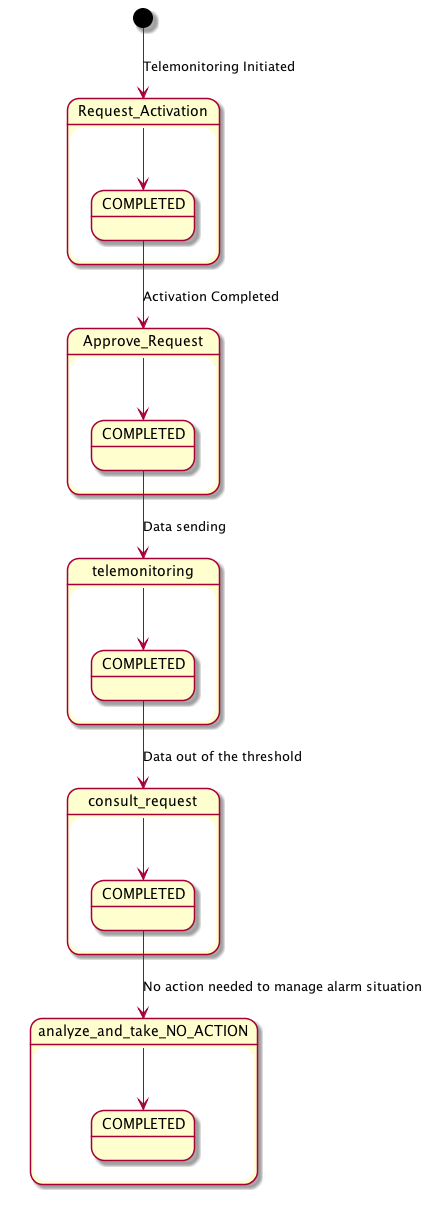 Telemonitoring Initiated
Request_Activation
COMPLETED
Activation Completed
Approve_Request
COMPLETED
Data sending
telemonitoring
COMPLETED
Data out of the threshold
consult_request
COMPLETED
No action needed to manage alarm situation
analyze_and_take_NO_ACTION
COMPLETED